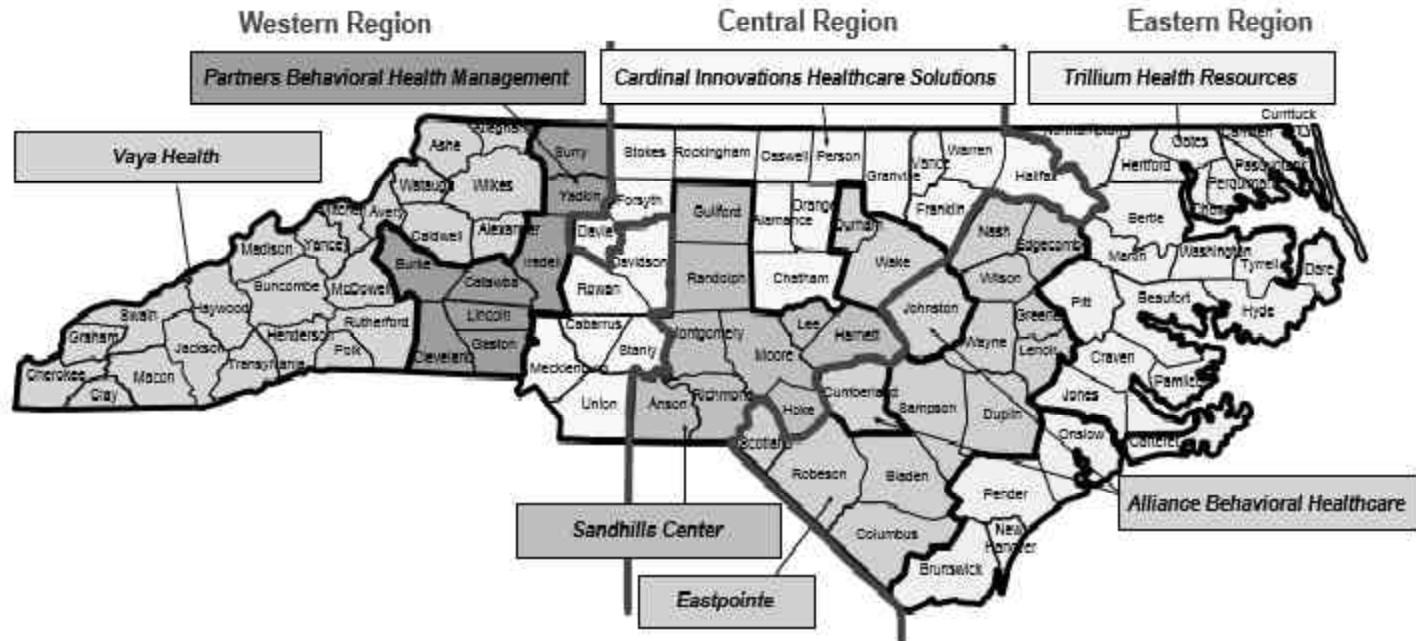 Western Region
Central Region
Eastern Region
Partners Behavioral Health Management
Cardinal Innovations Healthcare Solutions
Trillium Health Resources
Vaya Health
Currituck
Ashe
Surry
Stokes
Rockingham
Caswell
Person
Granville
Vance
Warren
Halifax
Northampton
Gates
Hertford
Wilkes
Yadkin
Forsyth
Guilford
Alamance
Orange
Durham
Franklin
Nash
Edgecombe
Bertie
Martin
Washington
Tyrrell
Dare
Avery
Caldwell
Alexander
Iredell
Davie
Davidson
Randolph
Chatham
Wake
Wilson
Madison
Yancey
Burke
Catawba
Rowan
Johnston
Greene
Pitt
Beaufort
Hyde
Buncombe
McDowell
Lincoln
Haywood
Swain
Graham
Jackson
Henderson
Rutherford
Polk
Cleveland
Gaston
Cabarrus
Stanly
Montgomery
Moore
Lee
Harnett
Wayne
Lenoir
Craven
Pamlico
Cherokee
Clay
Macon
Transylvania
Mecklenburg
Union
Anson
Richmond
Hoke
Cumberland
Sampson
Duplin
Jones
Onslow
Carteret
Scotland
Robeson
Bladen
Pender
Columbus
New Hanover
Brunswick
Sandhills Center
Eastpointe
Alliance Behavioral Healthcare